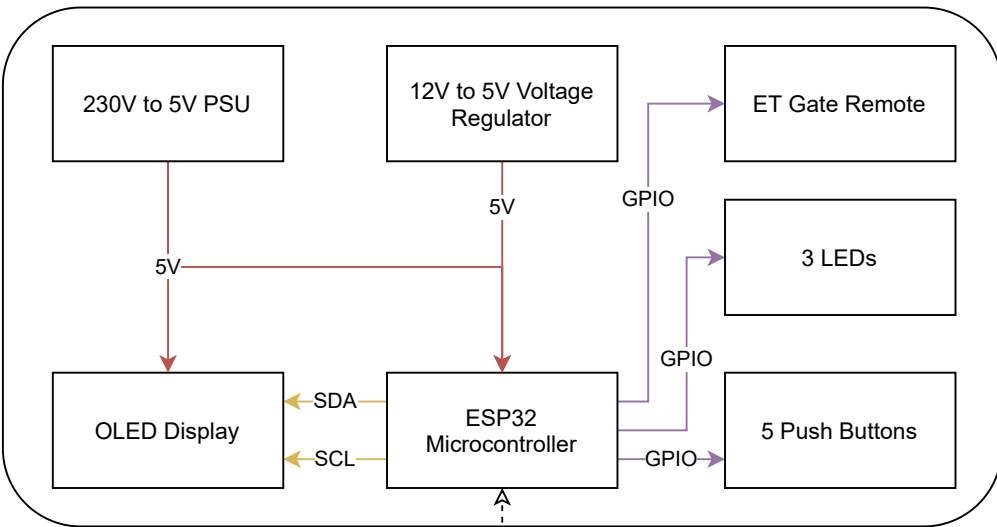 230V to 5V PSU
12V to 5V Voltage
Regulator
ET Gate Remote
GPIO
5V
3 LEDs
5V
GPIO
OLED Display
SDA
SCL
ESP32
Microcontroller
GPIO
5 Push Buttons